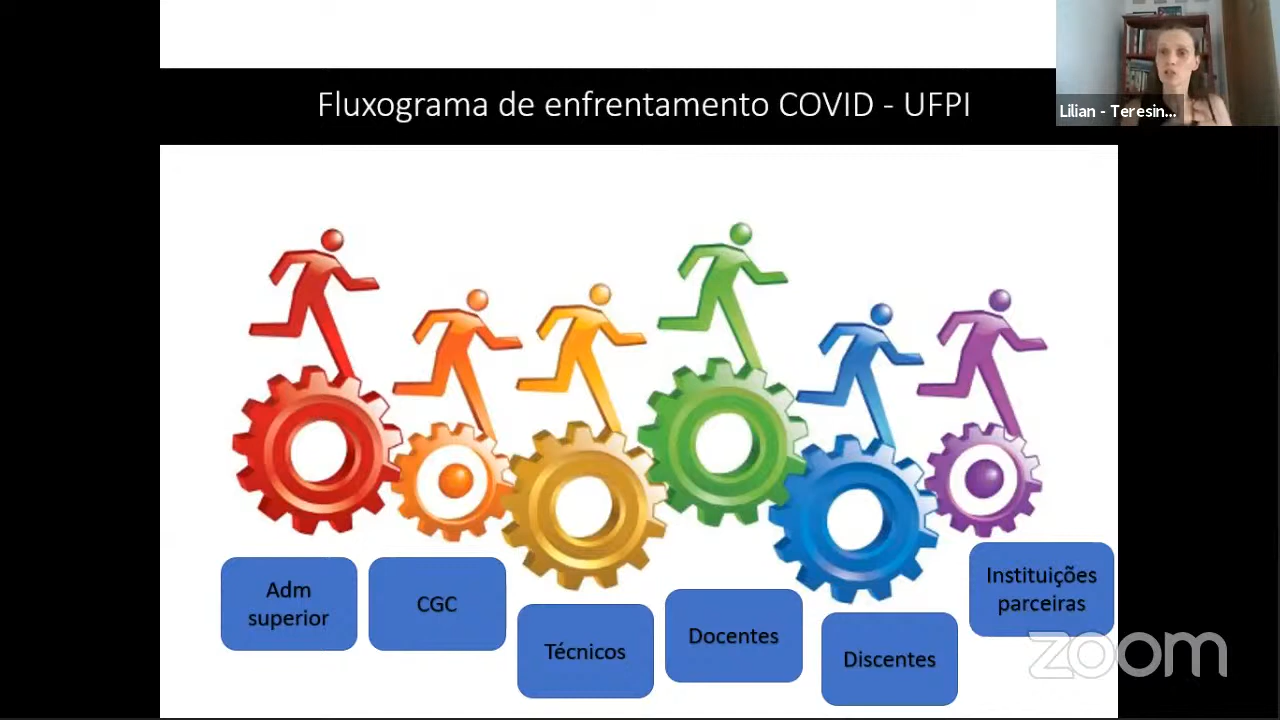 Fluxograma de enfrentamento COVID - UFPI
Lilian - Teresin...
Adm
superior
CGC
Técnicos
Docentes
Discentes
Instituições
parceiras
zoom